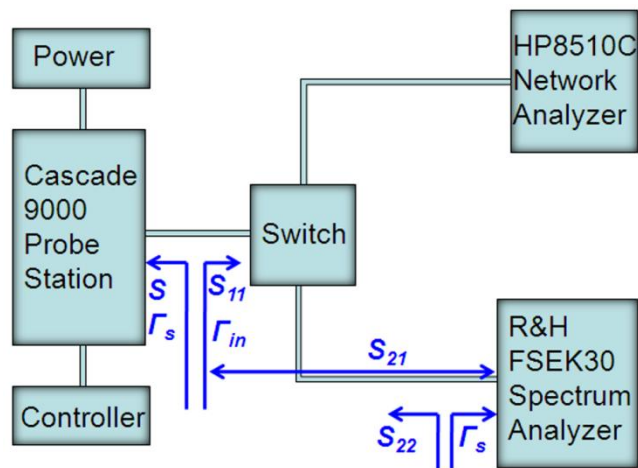 Power
HP8510C
Network
Analyzer
Cascade
9000
Probe
Station
Switch
S
S11
Γs
Γin
S21
R&H
FSEK30
Spectrum
Analyzer
Controller
S22
Γs